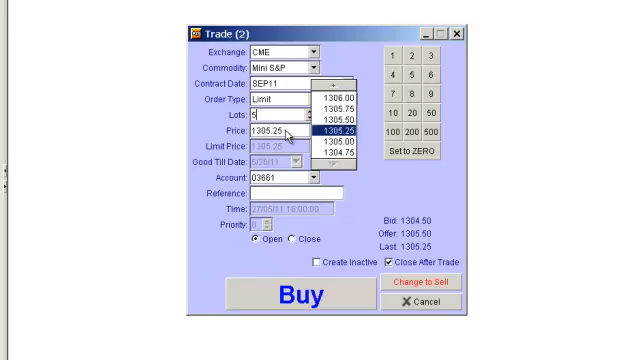 Trade (2)
Exchange: CME
Commodity: Mini S&P
Contract Date: SEP11
Order Type: Limit
Lots: 5
Price: 1305.25
Limit Price: 1305.25
Good Till Date: 5/26/11
Account: 03661
Reference:
Time: 27/05/11 16:00:00
Priority: 0
Open Close
1306.00
1305.75
1305.50
1305.25
1305.00
1304.75
1 2 3
4 5 6
7 8 9
10 20 50
100 200 500
Set to ZERO
Bid: 1304.50
Offer: 1305.50
Last: 1305.25
Create Inactive Close After Trade
Buy
Change to Sell
Cancel